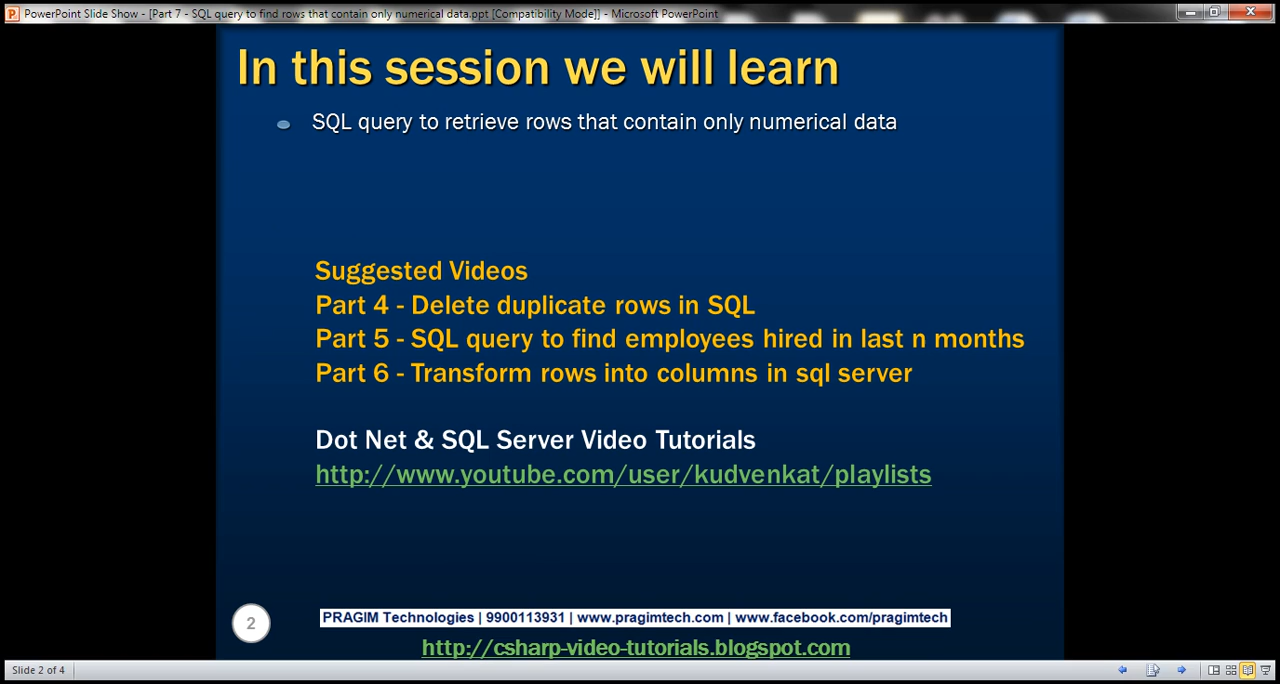 PowerPoint Slide Show - [Part 7 - SQL query to find rows that contain only numerical data.ppt [Compatibility Mode]] - Microsoft PowerPoint
In this session we will learn
SQL query to retrieve rows that contain only numerical data
Suggested Videos
Part 4 - Delete duplicate rows in SQL
Part 5 - SQL query to find employees hired in last n months
Part 6 - Transform rows into columns in sql server
Dot Net & SQL Server Video Tutorials
http://www.youtube.com/user/kudvenkat/playlists
2
PRAGIM Technologies | 9900113931 | www.pragimtech.com | www.facebook.com/pragimtech
http://csharp-video-tutorials.blogspot.com
Slide 2 of 4